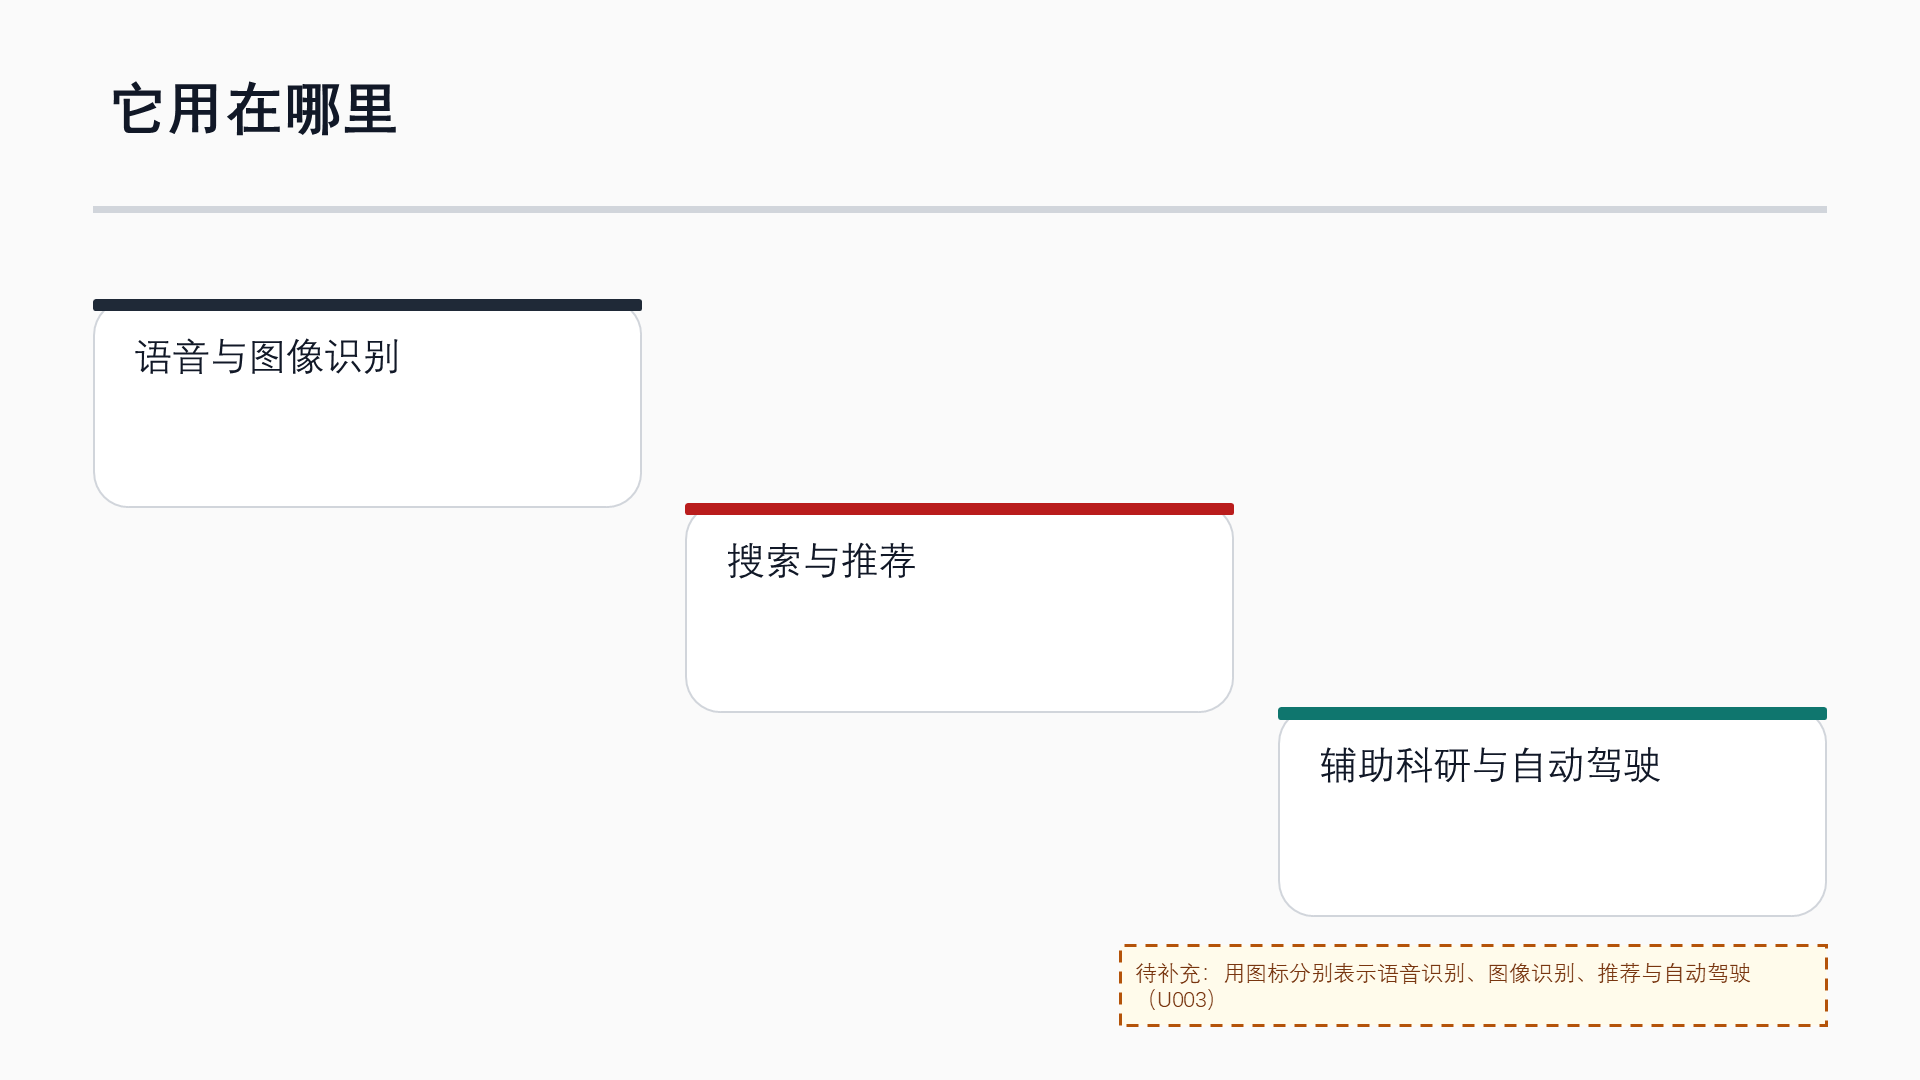 它用在哪里
语音与图像识别
搜索与推荐
辅助科研与自动驾驶
待补充：用图标分别表示语音识别、图像识别、推荐与自动驾驶
（U003）